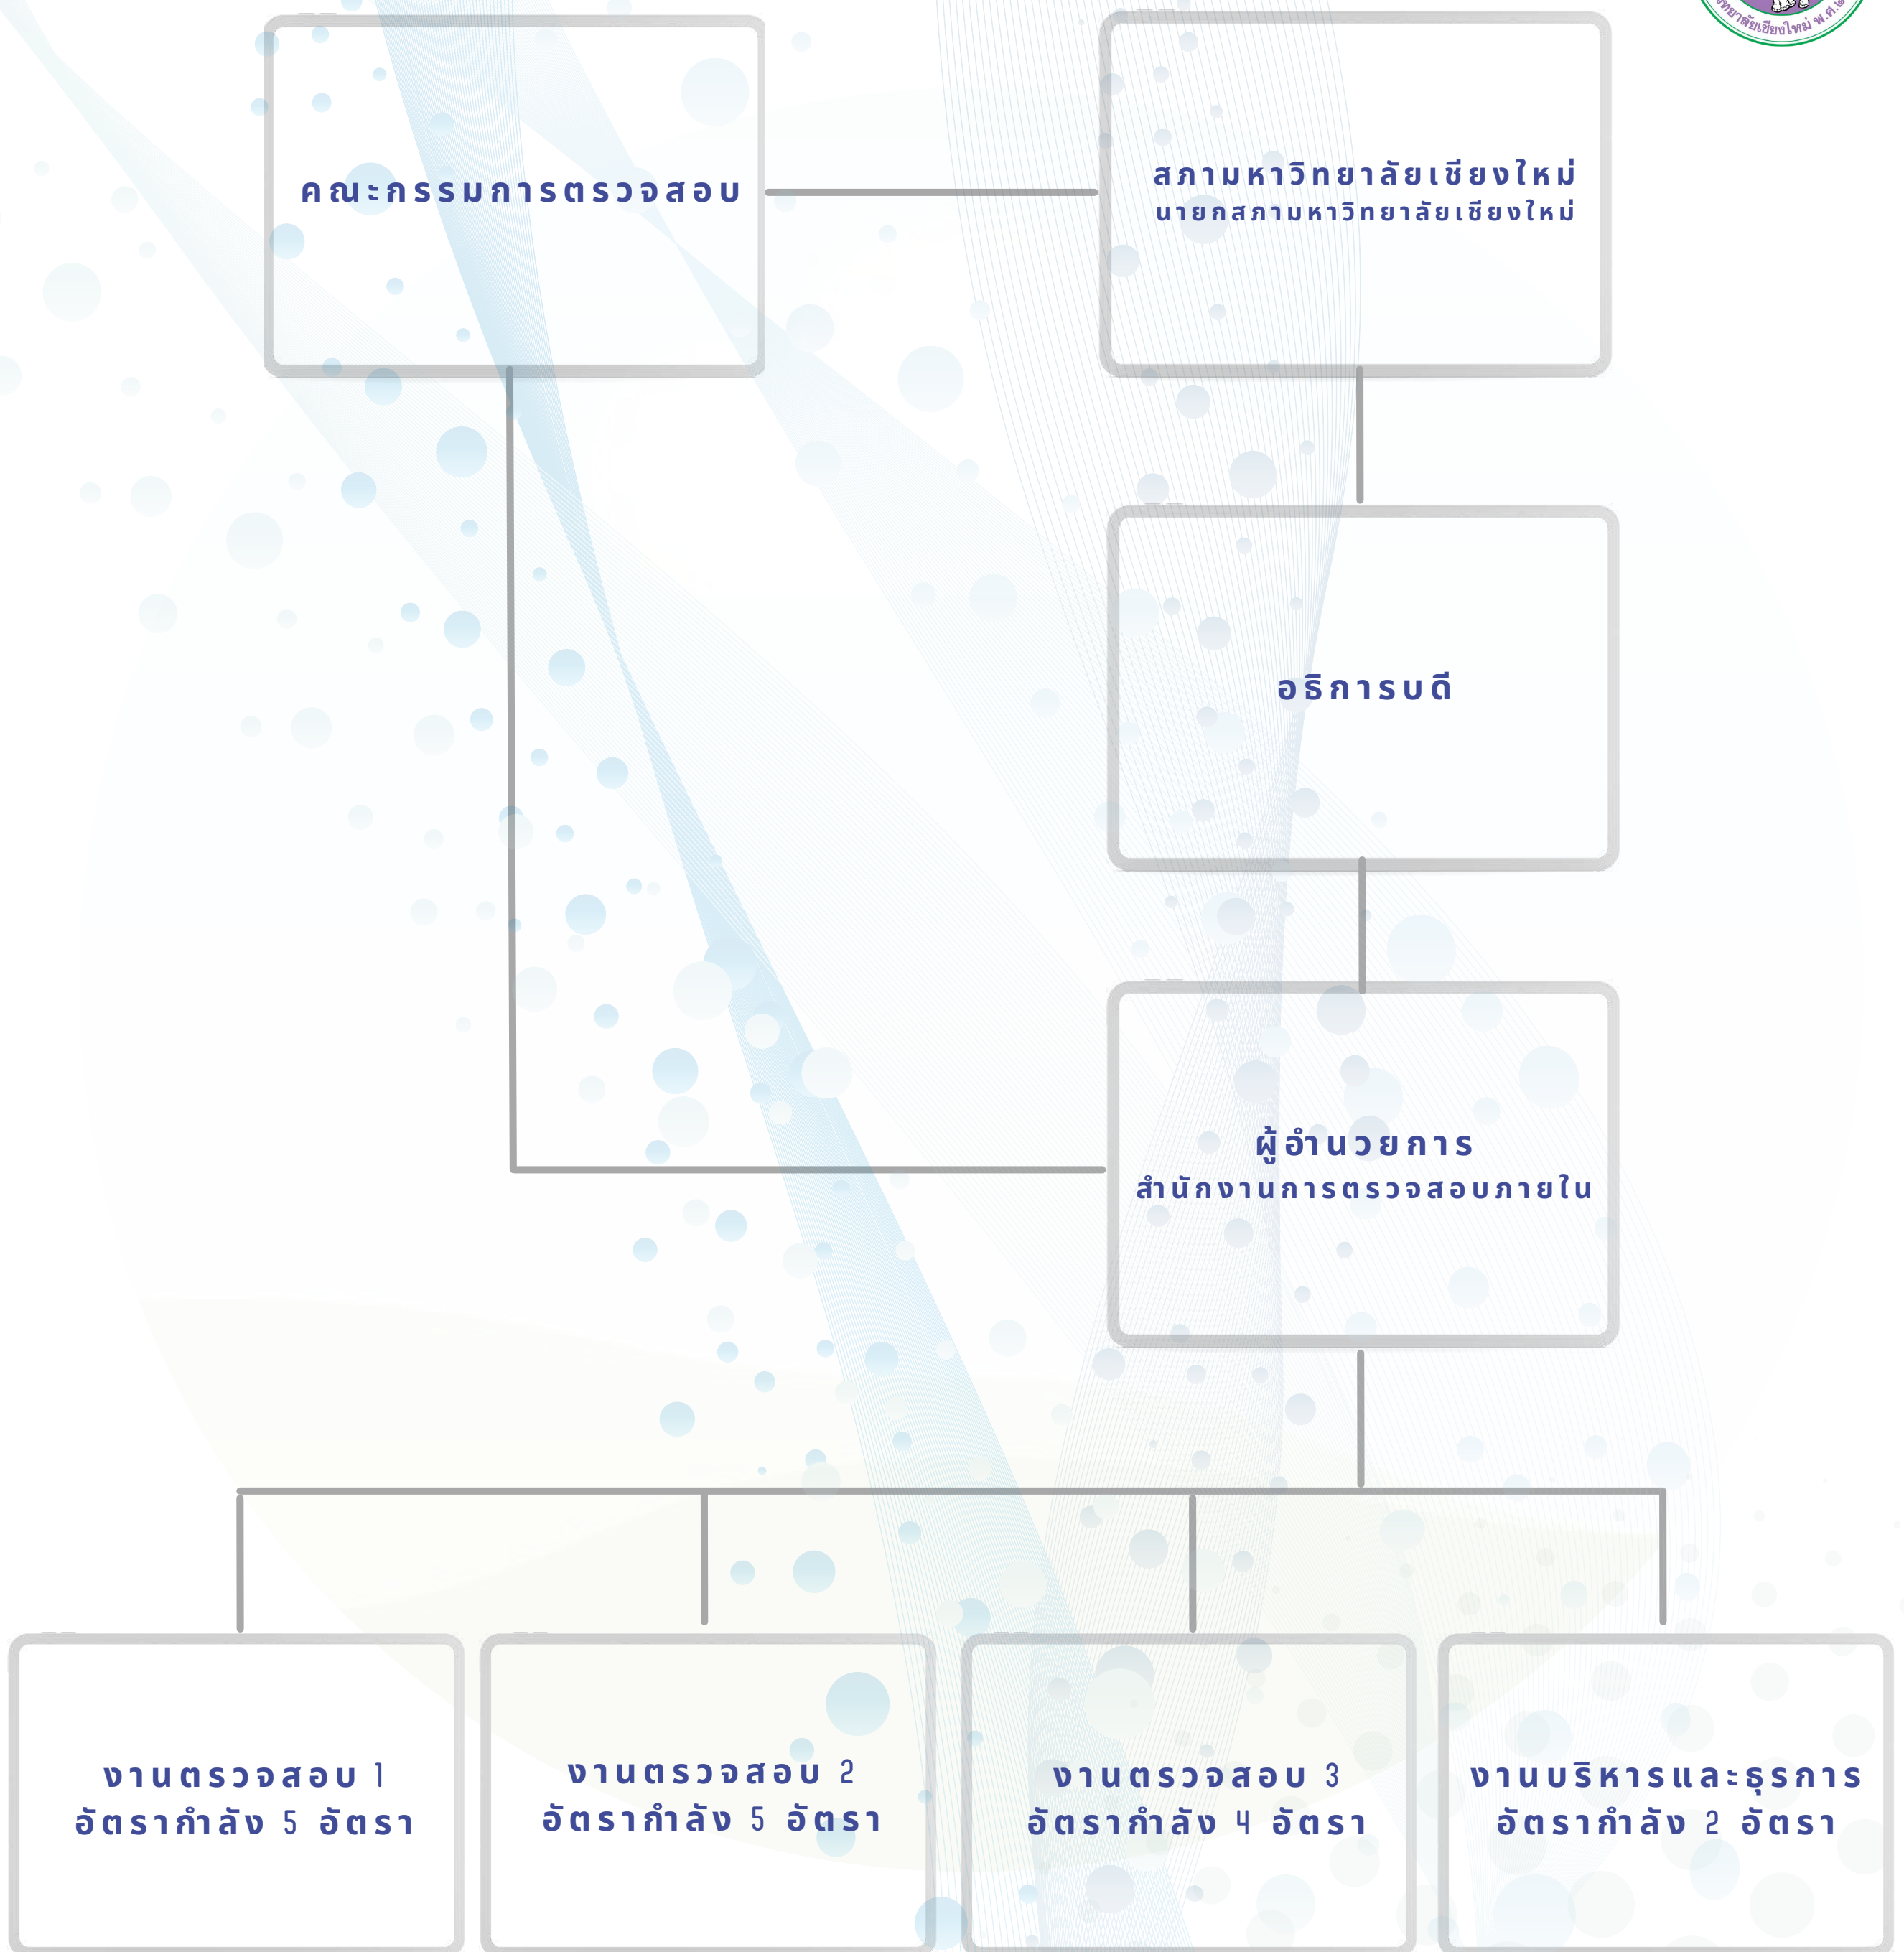 คณะกรรมการตรวจสอบ
สภามหาวิทยาลัยเชียงใหม่
นายกสภามหาวิทยาลัยเชียงใหม่
อธิการบดี
ผู้อำนวยการ
สำนักงานการตรวจสอบภายใน
งานตรวจสอบ 1
อัตรากำลัง 5 อัตรา
งานตรวจสอบ 2
อัตรากำลัง 5 อัตรา
งานตรวจสอบ 3
อัตรากำลัง 4 อัตรา
งานบริหารและธุรการ
อัตรากำลัง 2 อัตรา